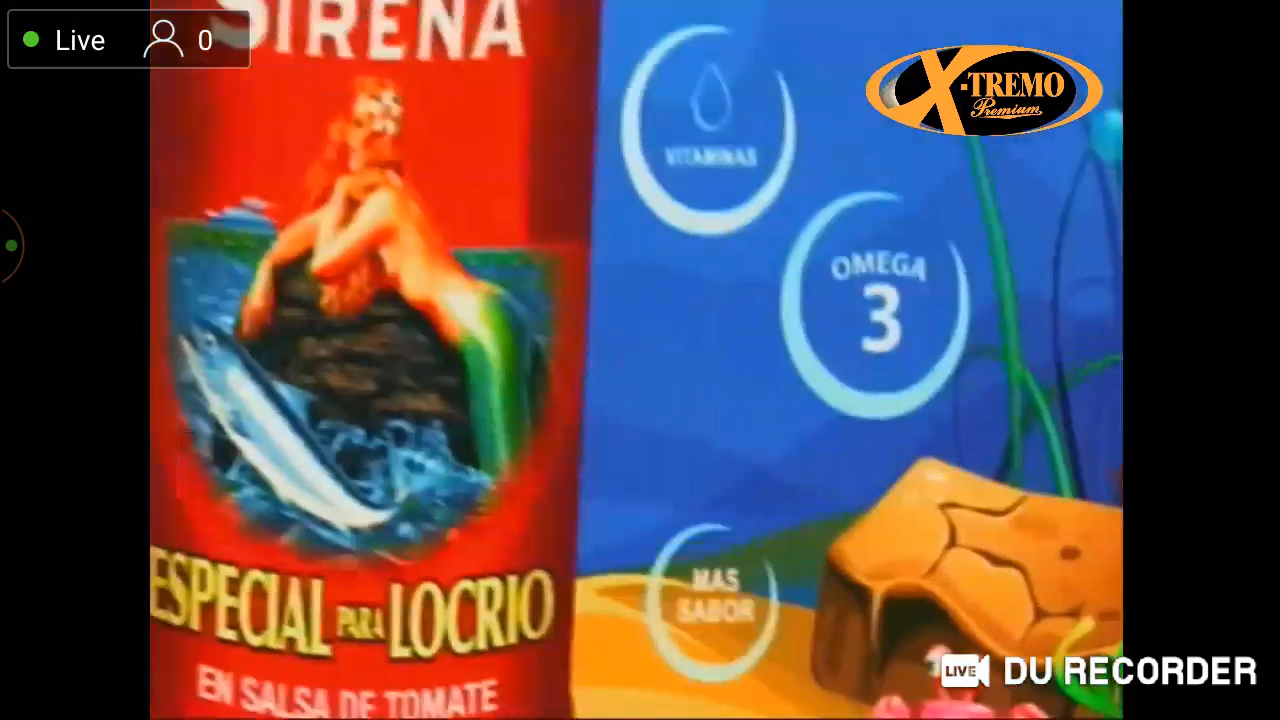 Live 0
SIRENA
VITAMINAS
X-TREMO
Premium
OMEGA
3
MAS
SABOR
ESPECIAL PARA LOCRIO
EN SALSA DE TOMATE
LIVE DU RECORDER